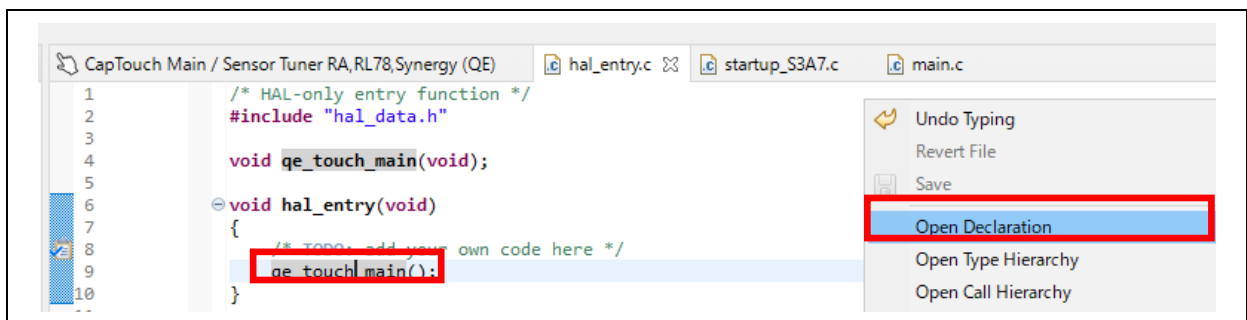 CapTouch Main / Sensor Tuner RA,RL78,Synergy (QE) hal_entry.c startup_S3A7.c main.c
1 /* HAL-only entry function */
2 #include "hal_data.h"
3
4 void qe_touch_main(void);
5
6 void hal_entry(void)
7 {
8 /* TODO: add your own code here */
9 qe_touch_main();
10 }
Undo Typing
Revert File
Save
Open Declaration
Open Type Hierarchy
Open Call Hierarchy